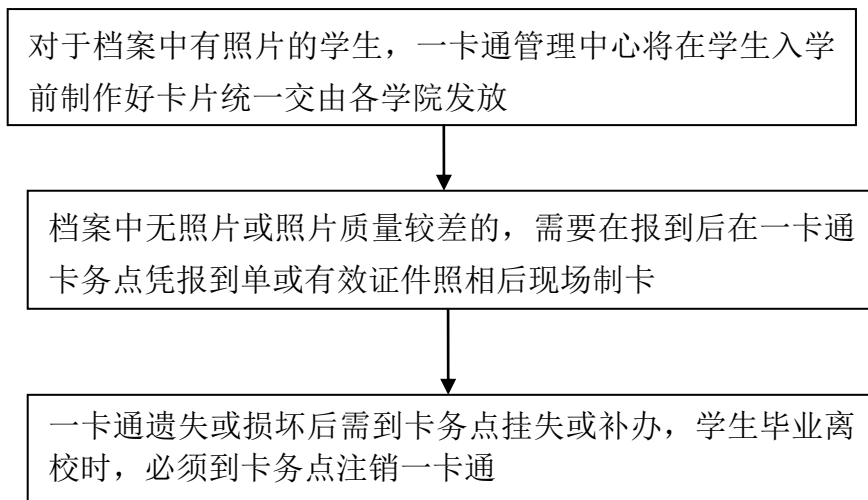 对于档案中有照片的学生，一卡通管理中心将在学生入学
前制作好卡片统一交由各学院发放
档案中无照片或照片质量较差的，需要在报到后在一卡通
卡务点凭报到单或有效证件照相后现场制卡
一卡通遗失或损坏后需到卡务点挂失或补办，学生毕业离
校时，必须到卡务点注销一卡通